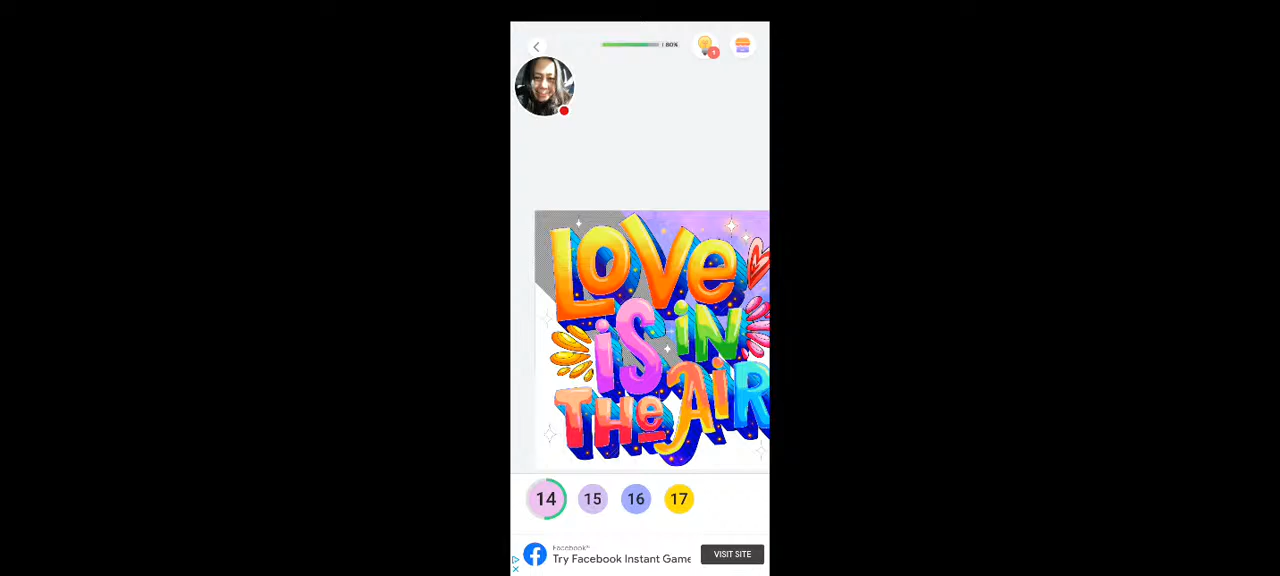 80%
LOVE
iS iN
THe AiR
14 15 16 17
Facebook®
Try Facebook Instant Game
VISIT SITE